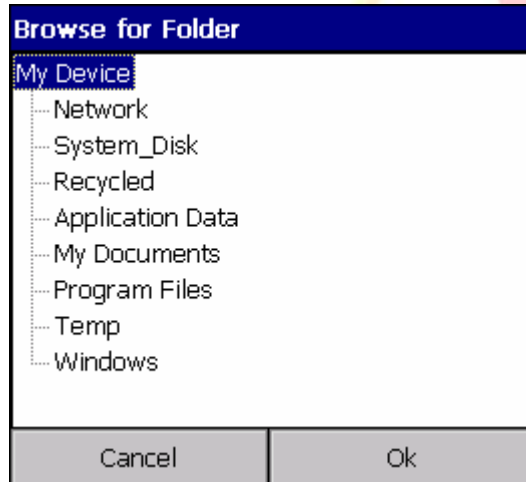 Browse for Folder
My Device
Network
System_Disk
Recycled
Application Data
My Documents
Program Files
Temp
Windows
Cancel
Ok